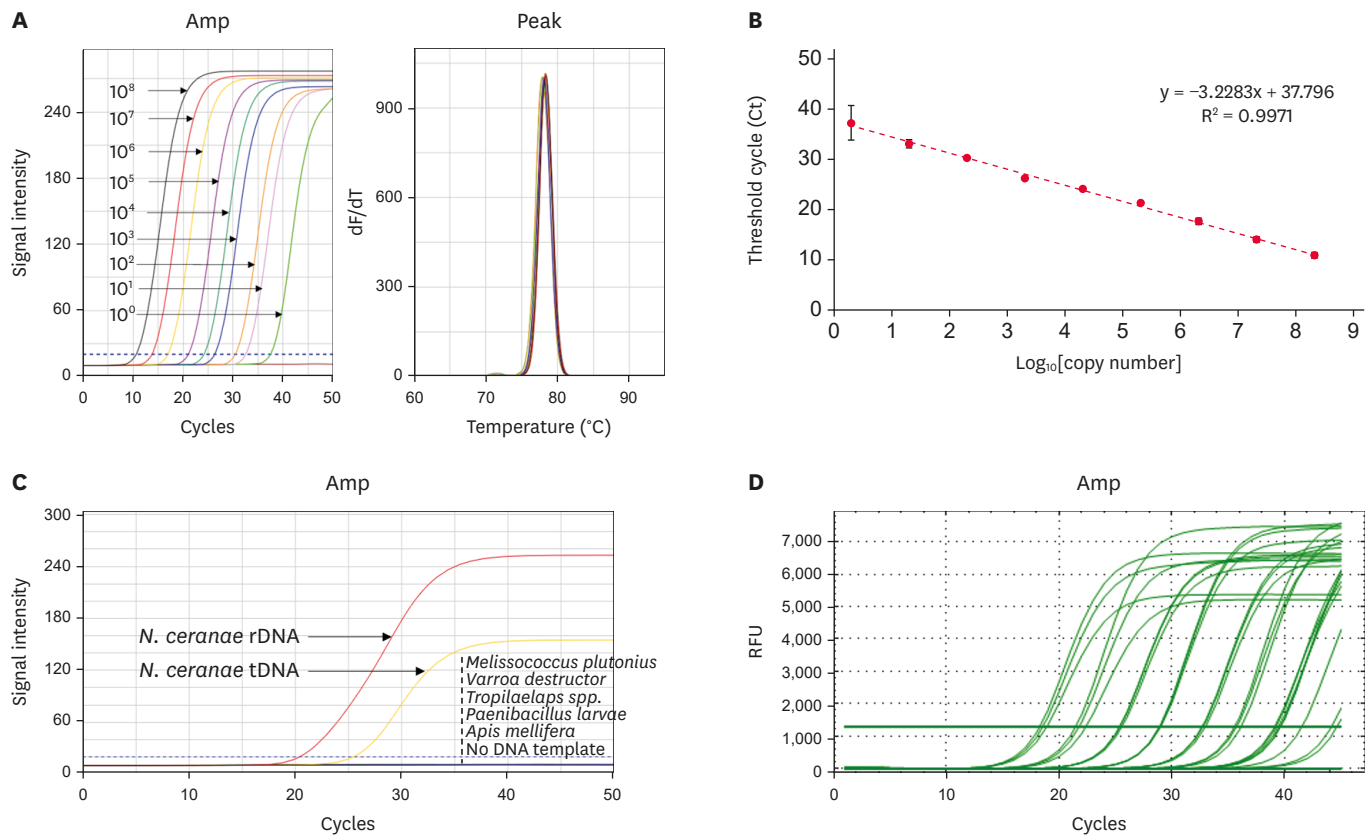 A
Amp
Signal intensity
240
180
120
60
0
10⁸
10⁷
10⁶
10⁵
10⁴
10³
10²
10¹
10⁰
0 10 20 30 40 50
Cycles
Peak
dF/dT
900
600
300
0
60 70 80 90
Temperature (°C)
B
Threshold cycle (Ct)
50
40
30
20
10
0
y = −3.2283x + 37.796
R² = 0.9971
0 1 2 3 4 5 6 7 8 9
Log₁₀[copy number]
C
Amp
Signal intensity
300
240
180
120
60
0
N. ceranae rDNA
N. ceranae tDNA
Melissococcus plutonius
Varroa destructor
Tropilaelaps spp.
Paenibacillus larvae
Apis mellifera
No DNA template
0 10 20 30 40 50
Cycles
D
Amp
RFU
7,000
6,000
5,000
4,000
3,000
2,000
1,000
0
0 10 20 30 40
Cycles